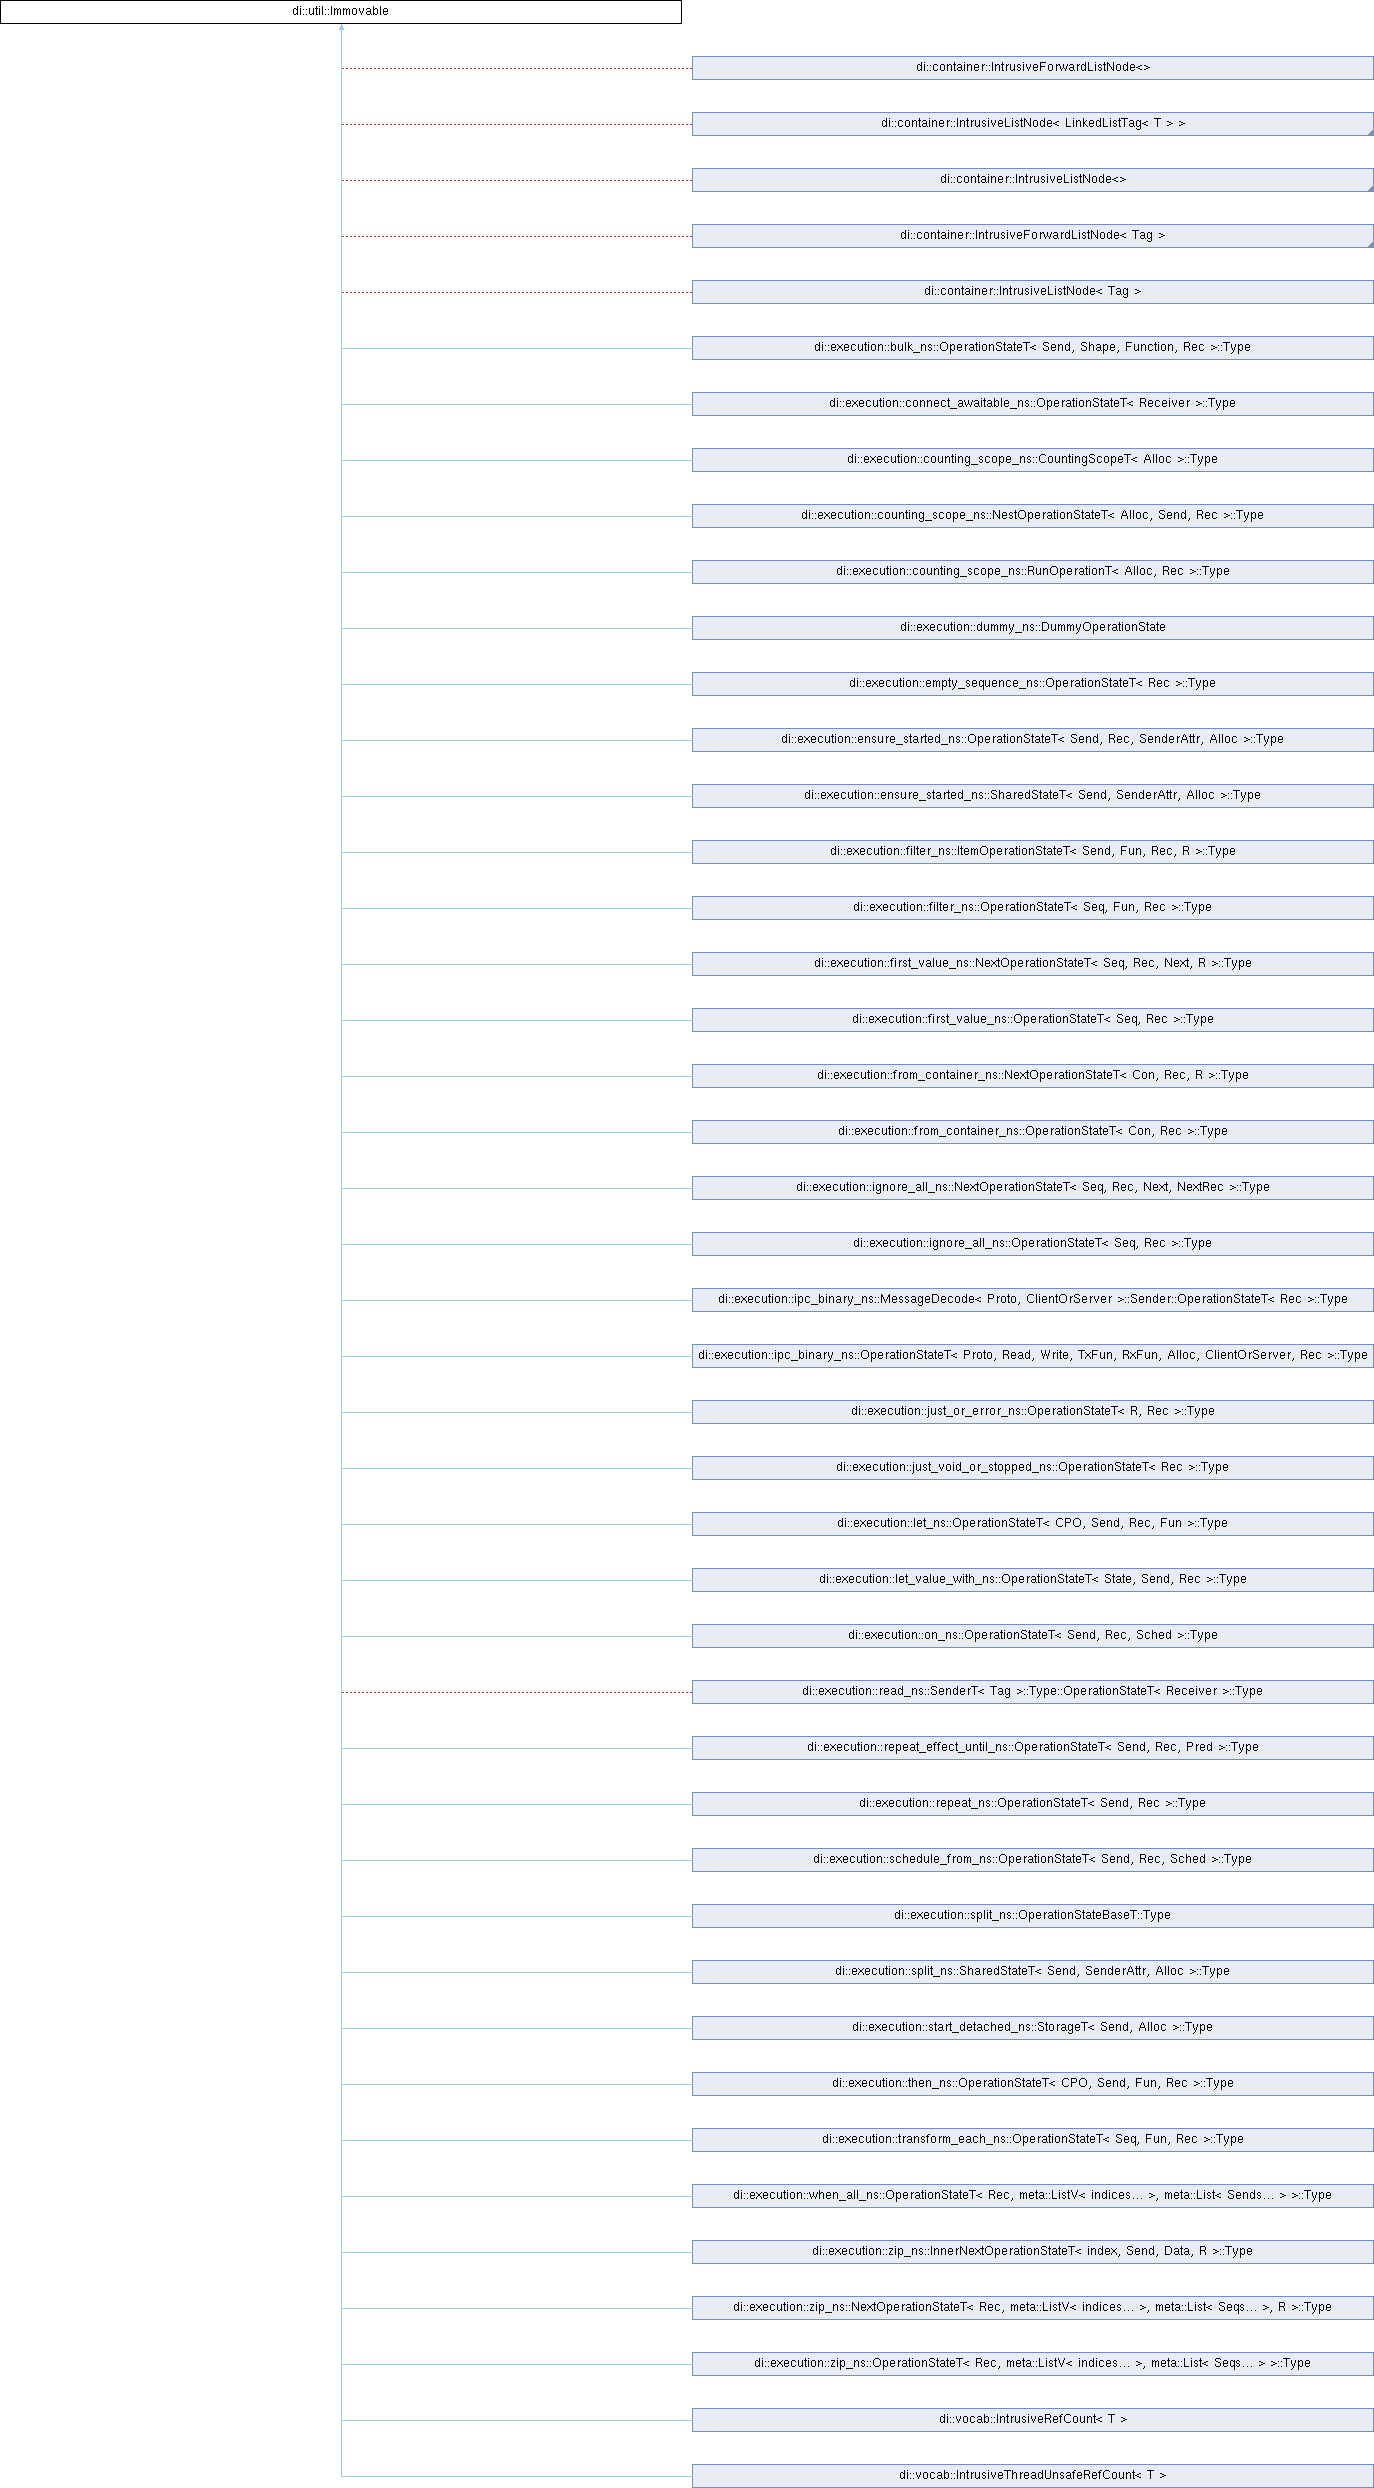 di::util::Immovable
di::container::IntrusiveForwardListNode<>
di::container::IntrusiveListNode< LinkedListTag< T > >
di::container::IntrusiveListNode<>
di::container::IntrusiveForwardListNode< Tag >
di::container::IntrusiveListNode< Tag >
di::execution::bulk_ns::OperationStateT< Send, Shape, Function, Rec >::Type
di::execution::connect_awaitable_ns::OperationStateT< Receiver >::Type
di::execution::counting_scope_ns::CountingScopeT< Alloc >::Type
di::execution::counting_scope_ns::NestOperationStateT< Alloc, Send, Rec >::Type
di::execution::counting_scope_ns::RunOperationT< Alloc, Rec >::Type
di::execution::dummy_ns::DummyOperationState
di::execution::empty_sequence_ns::OperationStateT< Rec >::Type
di::execution::ensure_started_ns::OperationStateT< Send, Rec, SenderAttr, Alloc >::Type
di::execution::ensure_started_ns::SharedStateT< Send, SenderAttr, Alloc >::Type
di::execution::filter_ns::ItemOperationStateT< Send, Fun, Rec, R >::Type
di::execution::filter_ns::OperationStateT< Seq, Fun, Rec >::Type
di::execution::first_value_ns::NextOperationStateT< Seq, Rec, Next, R >::Type
di::execution::first_value_ns::OperationStateT< Seq, Rec >::Type
di::execution::from_container_ns::NextOperationStateT< Con, Rec, R >::Type
di::execution::from_container_ns::OperationStateT< Con, Rec >::Type
di::execution::ignore_all_ns::NextOperationStateT< Seq, Rec, Next, NextRec >::Type
di::execution::ignore_all_ns::OperationStateT< Seq, Rec >::Type
di::execution::ipc_binary_ns::MessageDecode< Proto, ClientOrServer >::Sender::OperationStateT< Rec >::Type
di::execution::ipc_binary_ns::OperationStateT< Proto, Read, Write, TxFun, RxFun, Alloc, ClientOrServer, Rec >::Type
di::execution::just_or_error_ns::OperationStateT< R, Rec >::Type
di::execution::just_void_or_stopped_ns::OperationStateT< Rec >::Type
di::execution::let_ns::OperationStateT< CPO, Send, Rec, Fun >::Type
di::execution::let_value_with_ns::OperationStateT< State, Send, Rec >::Type
di::execution::on_ns::OperationStateT< Send, Rec, Sched >::Type
di::execution::read_ns::SenderT< Tag >::Type::OperationStateT< Receiver >::Type
di::execution::repeat_effect_until_ns::OperationStateT< Send, Rec, Pred >::Type
di::execution::repeat_ns::OperationStateT< Send, Rec >::Type
di::execution::schedule_from_ns::OperationStateT< Send, Rec, Sched >::Type
di::execution::split_ns::OperationStateBaseT::Type
di::execution::split_ns::SharedStateT< Send, SenderAttr, Alloc >::Type
di::execution::start_detached_ns::StorageT< Send, Alloc >::Type
di::execution::then_ns::OperationStateT< CPO, Send, Fun, Rec >::Type
di::execution::transform_each_ns::OperationStateT< Seq, Fun, Rec >::Type
di::execution::when_all_ns::OperationStateT< Rec, meta::ListV< indices... >, meta::List< Sends... > >::Type
di::execution::zip_ns::InnerNextOperationStateT< index, Send, Data, R >::Type
di::execution::zip_ns::NextOperationStateT< Rec, meta::ListV< indices... >, meta::List< Seqs... >, R >::Type
di::execution::zip_ns::OperationStateT< Rec, meta::ListV< indices... >, meta::List< Seqs... > >::Type
di::vocab::IntrusiveRefCount< T >
di::vocab::IntrusiveThreadUnsafeRefCount< T >